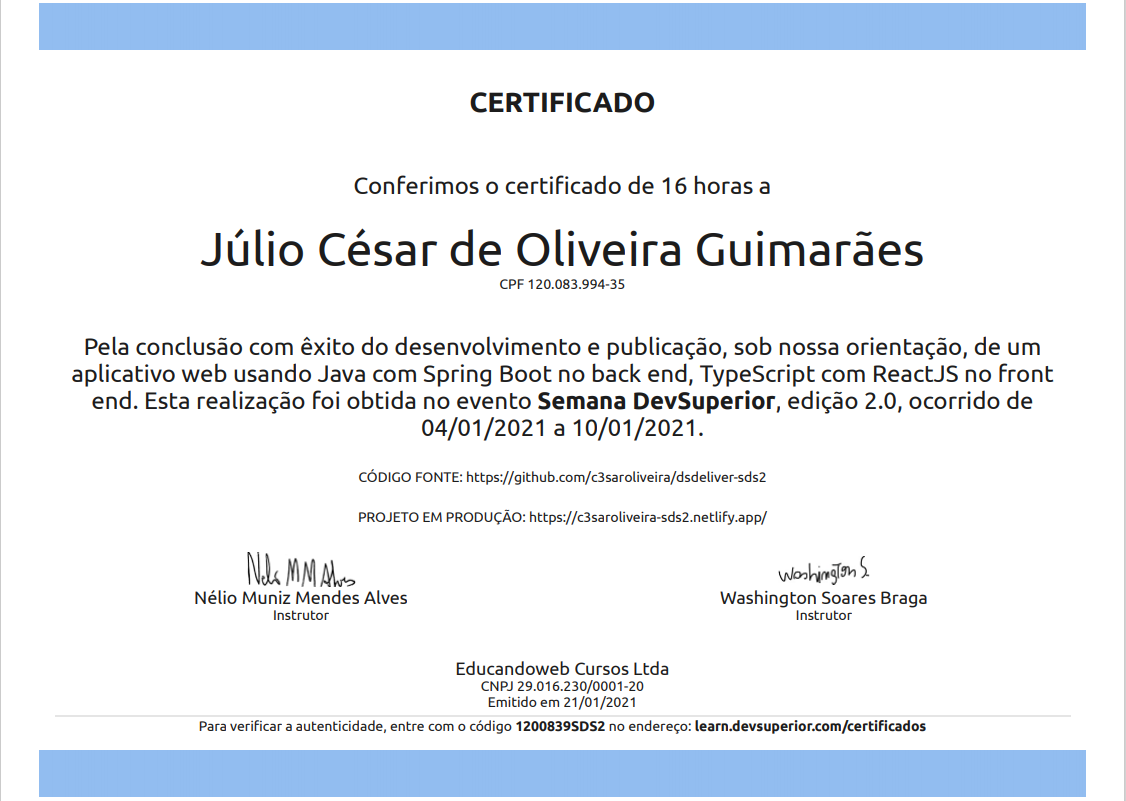 CERTIFICADO
Conferimos o certificado de 16 horas a
Júlio César de Oliveira Guimarães
CPF 120.083.994-35
Pela conclusão com êxito do desenvolvimento e publicação, sob nossa orientação, de um
aplicativo web usando Java com Spring Boot no back end, TypeScript com ReactJS no front
end. Esta realização foi obtida no evento Semana DevSuperior, edição 2.0, ocorrido de
04/01/2021 a 10/01/2021.
CÓDIGO FONTE: https://github.com/c3saroliveira/dsdeliver-sds2
PROJETO EM PRODUÇÃO: https://c3saroliveira-sds2.netlify.app/
Nélio MM Alves
Washington S.
Nélio Muniz Mendes Alves
Washington Soares Braga
Instrutor
Instrutor
Educandoweb Cursos Ltda
CNPJ 29.016.230/0001-20
Emitido em 21/01/2021
Para verificar a autenticidade, entre com o código 1200839SDS2 no endereço: learn.devsuperior.com/certificados